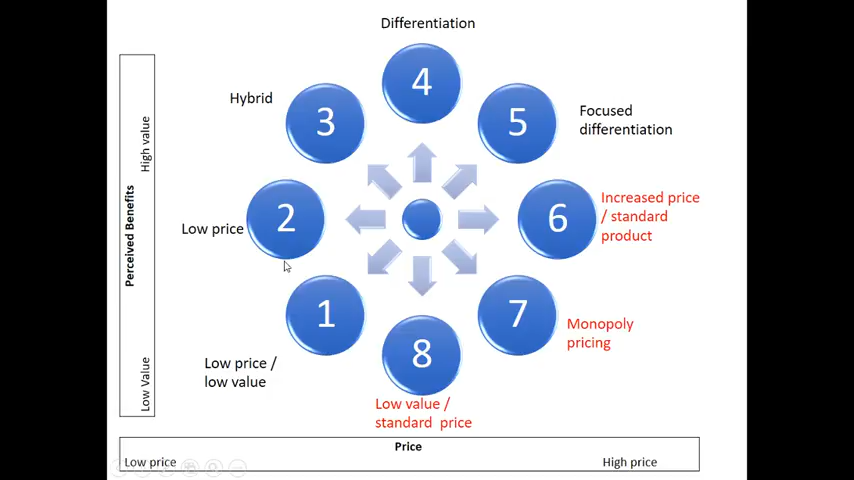 Differentiation
4
Hybrid
3
5
Focused
differentiation
High value
Perceived Benefits
Low Value
Low price
2
6
Increased price
/ standard
product
1
7
Monopoly
pricing
Low price /
low value
8
Low value /
standard price
Price
Low price
High price